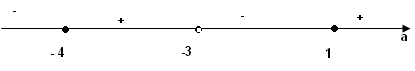 - + - +
- 4 -3 1 a